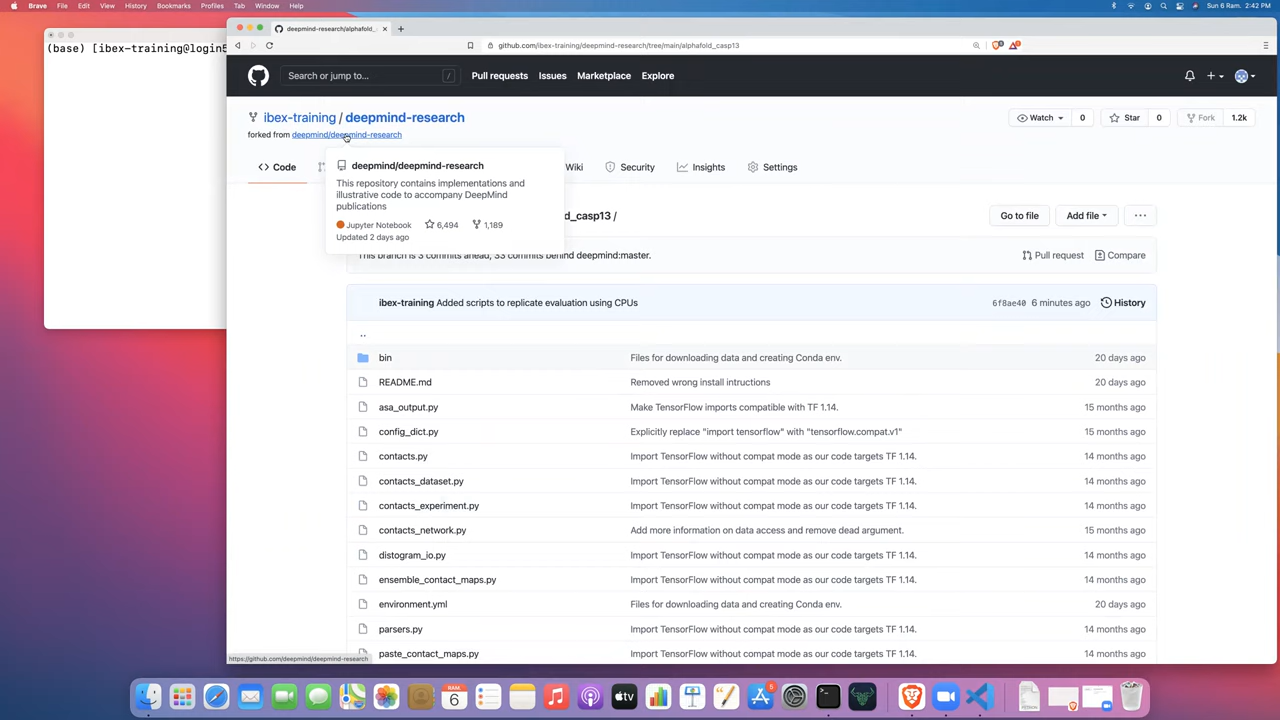 Brave File Edit View History Bookmarks Profiles Tab Window Help
Sun 6 Ram. 2:42 PM
(base) [ibex-training@login5
deepmind-research/alphafold_
github.com/ibex-training/deepmind-research/tree/main/alphafold_casp13
Search or jump to...
/
Pull requests Issues Marketplace Explore
ibex-training / deepmind-research
Watch 0 Star 0 Fork 1.2k
forked from deepmind/deepmind-research
Code Wiki Security Insights Settings
deepmind/deepmind-research
This repository contains implementations and
illustrative code to accompany DeepMind
publications
Jupyter Notebook 6,494 1,189
Updated 2 days ago
d_casp13 /
Go to file Add file ...
This branch is 3 commits ahead, 33 commits behind deepmind:master.
Pull request Compare
ibex-training Added scripts to replicate evaluation using CPUs 6f8ae40 6 minutes ago History
..
bin Files for downloading data and creating Conda env. 20 days ago
README.md Removed wrong install intructions 20 days ago
asa_output.py Make TensorFlow imports compatible with TF 1.14. 15 months ago
config_dict.py Explicitly replace "import tensorflow" with "tensorflow.compat.v1" 15 months ago
contacts.py Import TensorFlow without compat mode as our code targets TF 1.14. 14 months ago
contacts_dataset.py Import TensorFlow without compat mode as our code targets TF 1.14. 14 months ago
contacts_experiment.py Import TensorFlow without compat mode as our code targets TF 1.14. 14 months ago
contacts_network.py Add more information on data access and remove dead argument. 15 months ago
distogram_io.py Import TensorFlow without compat mode as our code targets TF 1.14. 14 months ago
ensemble_contact_maps.py Import TensorFlow without compat mode as our code targets TF 1.14. 14 months ago
environment.yml Files for downloading data and creating Conda env. 20 days ago
parsers.py Import TensorFlow without compat mode as our code targets TF 1.14. 14 months ago
paste_contact_maps.py Import TensorFlow without compat mode as our code targets TF 1.14. 14 months ago
https://github.com/deepmind/deepmind-research
RAM.
6
tv
5